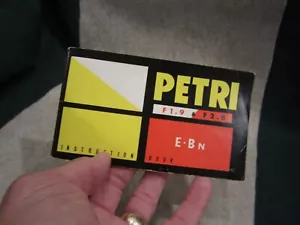 PETRI
F1.9 F2.8
E·Bn
INSTRUCTION BOOK